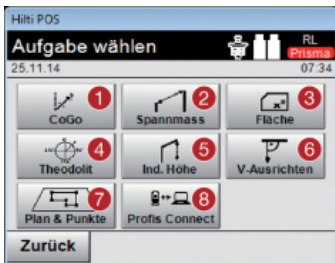 Hilti POS
Aufgabe wählen
RL
Prisma
25.11.14
07:34
1
CoGo
2
Spannmass
3
Fläche
4
Theodolit
5
Ind. Höhe
6
V-Ausrichten
7
Plan & Punkte
8
Profis Connect
Zurück